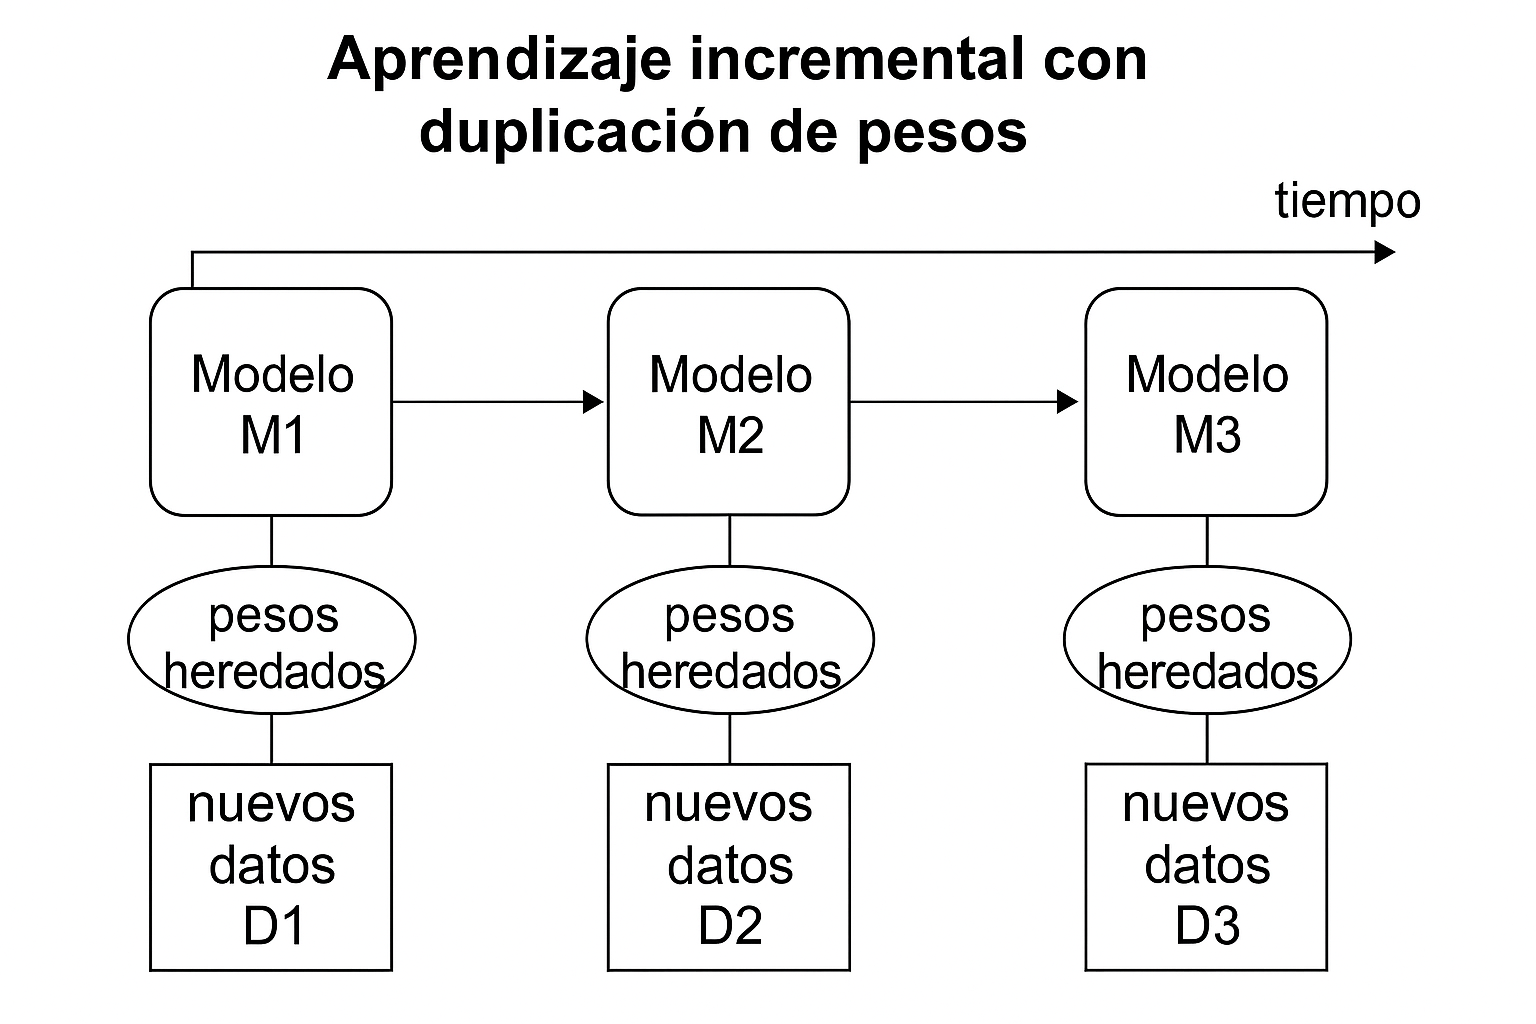 Aprendizaje incremental con
duplicación de pesos
tiempo
Modelo
M1
Modelo
M2
Modelo
M3
pesos
heredados
pesos
heredados
pesos
heredados
nuevos
datos
D1
nuevos
datos
D2
nuevos
datos
D3